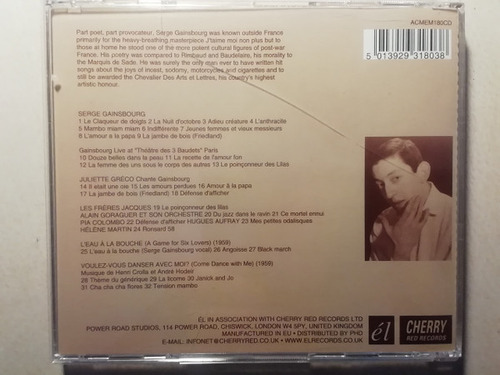 Part poet, part provocateur, Serge Gainsbourg was known outside France
primarily for the heavy-breathing masterpiece J'taime moi non plus but to
those at home he stood one of the more potent cultural figures of post-war
France. His poetry was compared to Rimbaud and Baudelaire, his morality to
the Marquis de Sade. He was surely the only man ever to have written hit
songs about the joys of incest, sodomy, motorcycles and cigarettes and to
still be awarded the Chevalier Des Arts et Lettres, his country's highest
artistic honour.
ACMEM180CD
5 013929 318038
SERGE GAINSBOURG
1 Le Claqueur de doigts 2 La Nuit d'octobre 3 Adieu créature 4 L'anthracite
5 Mambo miam miam 6 Indifférente 7 Jeunes femmes et vieux messieurs
8 L'amour a la papa 9 La jambe de bois (Friedland)
Gainsbourg Live at "Théâtre des 3 Baudets" Paris
10 Douze belles dans la peau 11 La recette de l'amour fou
12 La femme des uns sous le corps des autres 13 Le poinçonneur des Lilas
JULIETTE GRÉCO Chante Gainsbourg
14 Il etait une oie 15 Les amours perdues 16 Amour à la papa
17 La jambe de bois (Friedland) 18 Défense d'afficher
LES FRÈRES JACQUES 19 Le poinçonneur des lilas
ALAIN GORAGUER ET SON ORCHESTRE 20 Du jazz dans le ravin 21 Ce mortel ennui
PIA COLOMBO 22 Défense d'afficher HUGUES AUFRAY 23 Mes petites odalisques
HÉLÈNE MARTIN 24 Ronsard 58
L'EAU À LA BOUCHE (A Game for Six Lovers) (1959)
25 L'eau à la bouche (Serge Gainsbourg vocal) 26 Angoisse 27 Black march
VOULEZ-VOUS DANSER AVEC MOI? (Come Dance with Me) (1959)
Musique de Henri Crolla et André Hodeir
28 Thème du générique 29 La licorne 30 Janick and Jo
31 Cha cha cha flores 32 Tension mambo
ÉL IN ASSOCIATION WITH CHERRY RED RECORDS LTD
POWER ROAD STUDIOS, 114 POWER ROAD, CHISWICK, LONDON W4 5PY, UNITED KINGDOM
MANUFACTURED IN EU • DISTRIBUTED BY PHD
E-MAIL: INFONET@CHERRYRED.CO.UK • WWW.ELRECORDS.CO.UK
él
CHERRY
RED RECORDS